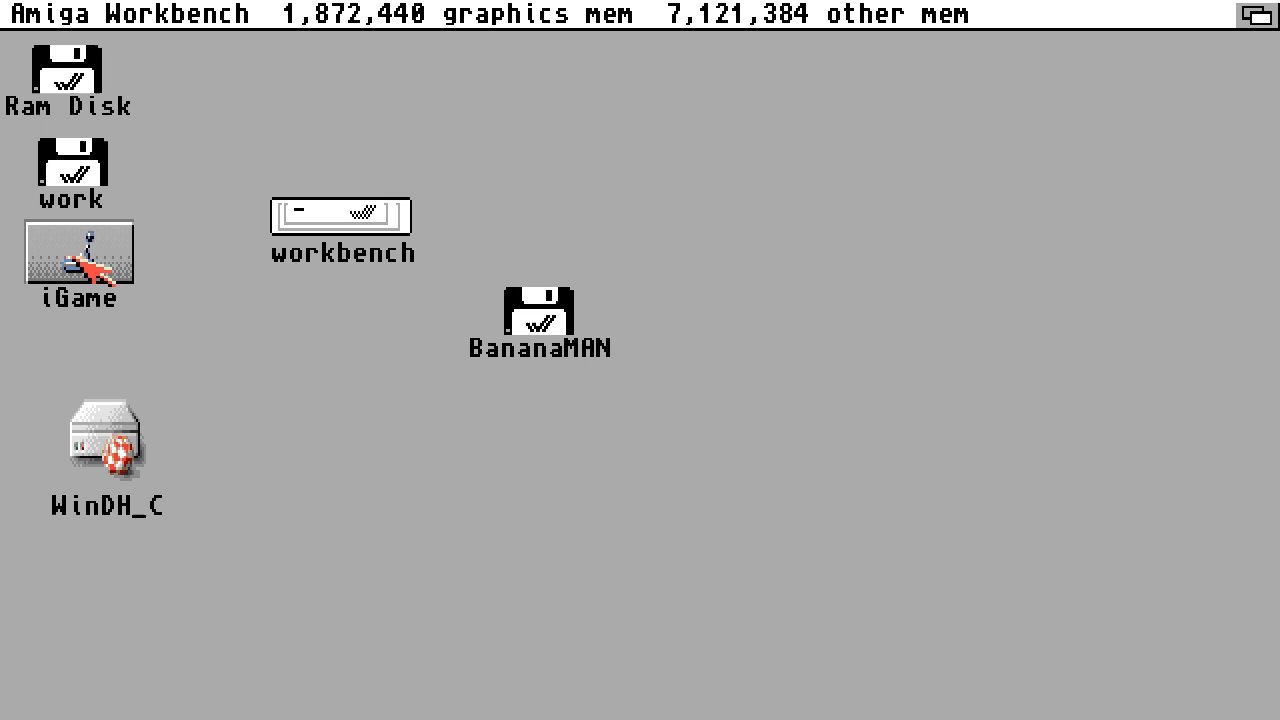 Amiga Workbench 1,872,440 graphics mem 7,121,384 other mem
Ram Disk
work
iGame
workbench
BananaMAN
WinDH_C